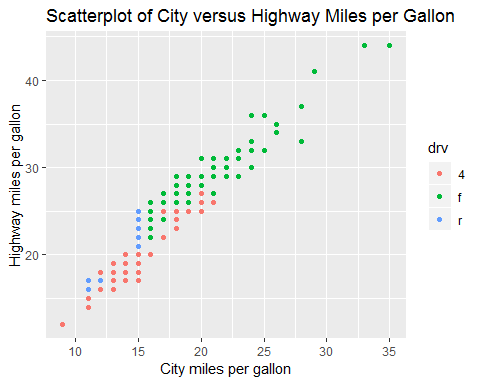 Scatterplot of City versus Highway Miles per Gallon
Highway miles per gallon
40
30
20
10
15
20
25
30
35
City miles per gallon
drv
4
f
r